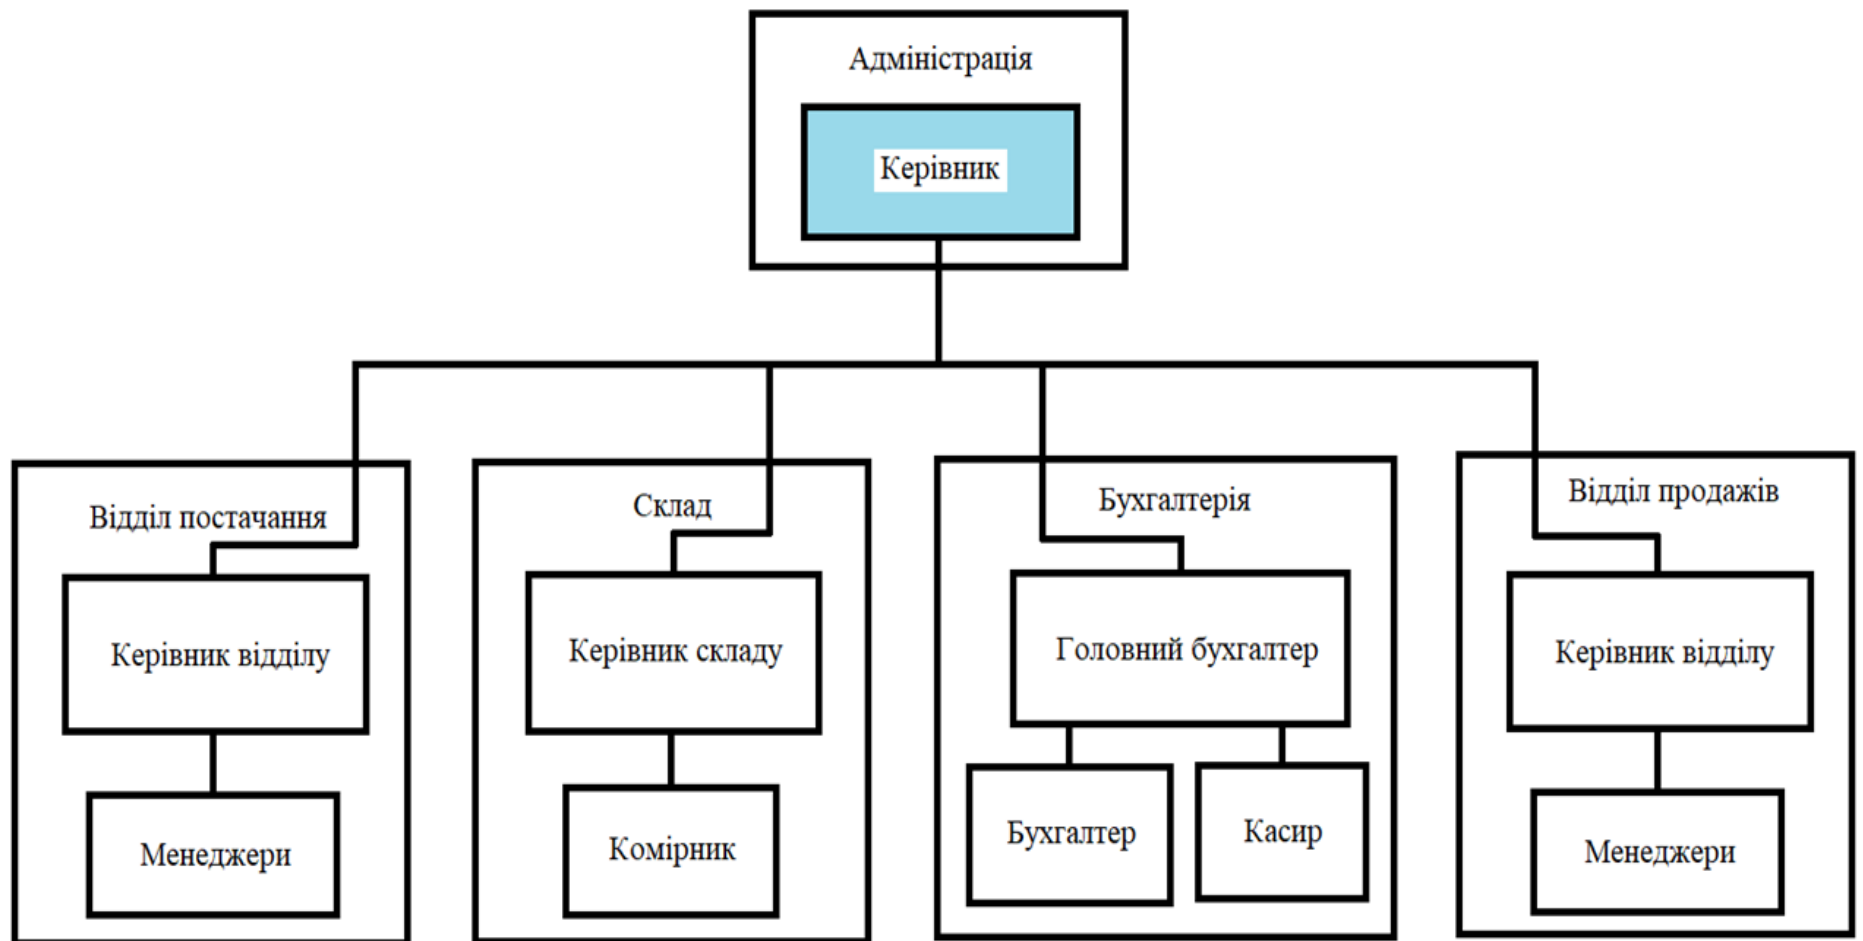 Адміністрація
Керівник
Відділ постачання
Керівник відділу
Менеджери
Склад
Керівник складу
Комірник
Бухгалтерія
Головний бухгалтер
Бухгалтер
Касир
Відділ продажів
Керівник відділу
Менеджери